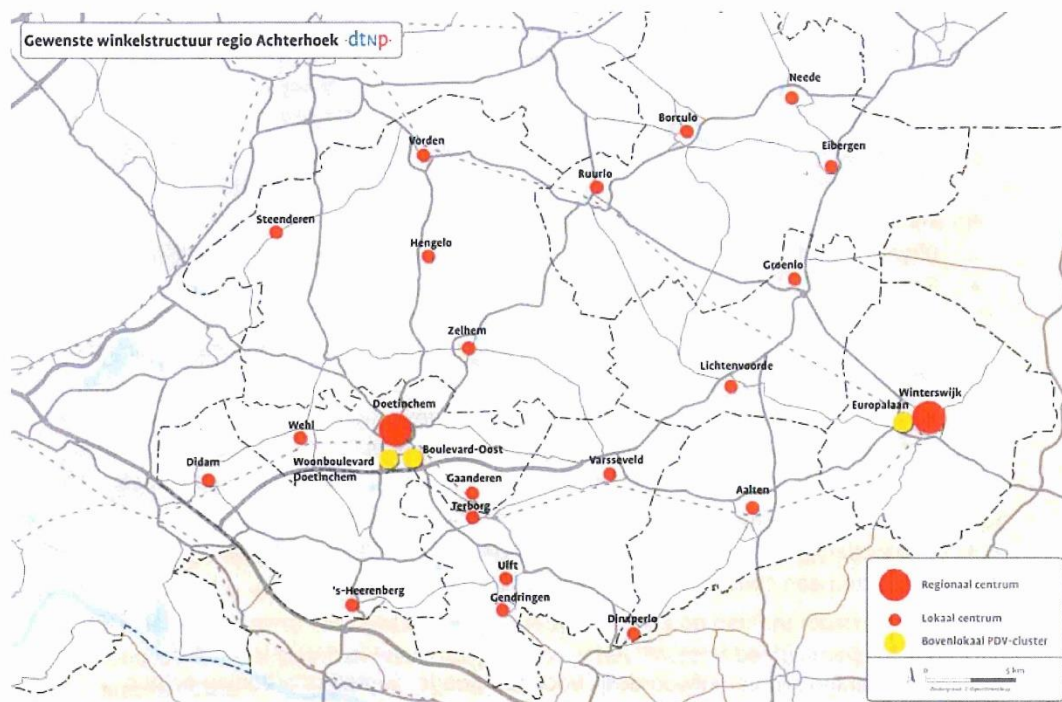 Gewenste winkelstructuur regio Achterhoek ·dtnp·
Neede
Borculo
Eibergen
Vorden
Ruurlo
Steenderen
Hengelo
Groenlo
Zelhem
Lichtenvoorde
Winterswijk
Europalaan
Doetinchem
Wehl
Boulevard-Oost
Woonboulevard
Doetinchem
Didam
Varsseveld
Gaanderen
Aalten
Terborg
Ulft
's-Heerenberg
Gendringen
Dinxperlo
Regionaal centrum
Lokaal centrum
Bovenlokaal PDV-cluster
0 5 km